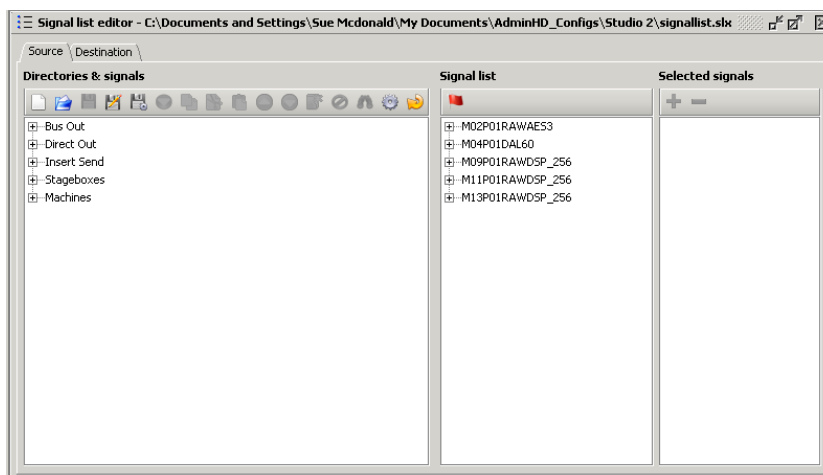 Signal list editor - C:\Documents and Settings\Sue Mcdonald\My Documents\AdminHD_Configs\Studio 2\signallist.slx
Source Destination
Directories & signals
Bus Out
Direct Out
Insert Send
Stageboxes
Machines
Signal list
M02P01RAWAES3
M04P01DAL60
M09P01RAWDSP_256
M11P01RAWDSP_256
M13P01RAWDSP_256
Selected signals